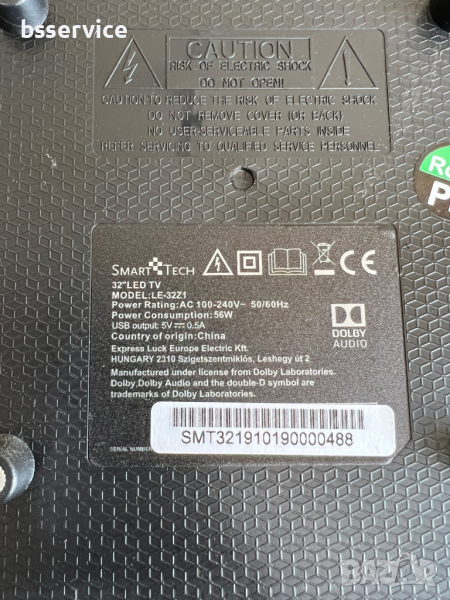 bsservice
CAUTION
RISK OF ELECTRIC SHOCK
DO NOT OPEN!
CAUTION:TO REDUCE THE RISK OF ELECTRIC SHOCK
DO NOT REMOVE COVER (OR BACK)
NO USER-SERVICEABLE PARTS INSIDE
REFER SERVICING TO QUALIFIED SERVICE PERSONNEL
SMART TECH
32"LED TV
MODEL:LE-32Z1
Power Rating:AC 100-240V~ 50/60Hz
Power Consumption:56W
USB output: 5V 0.5A
Country of origin:China
Express Luck Europe Electric Kft.
HUNGARY 2310 Szigetszentmiklós, Leshegy út 2
DOLBY
AUDIO
Manufactured under license from Dolby Laboratories.
Dolby,Dolby Audio and the double-D symbol are
trademarks of Dolby Laboratories.
SERIAL NUMBER
SMT321910190000488